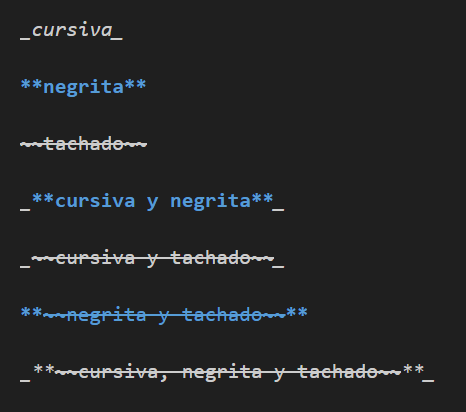 _cursiva_
**negrita**
~~tachado~~
_**cursiva y negrita**_
_~~cursiva y tachado~~_
**~~negrita y tachado~~**
_**~~cursiva, negrita y tachado~~**_